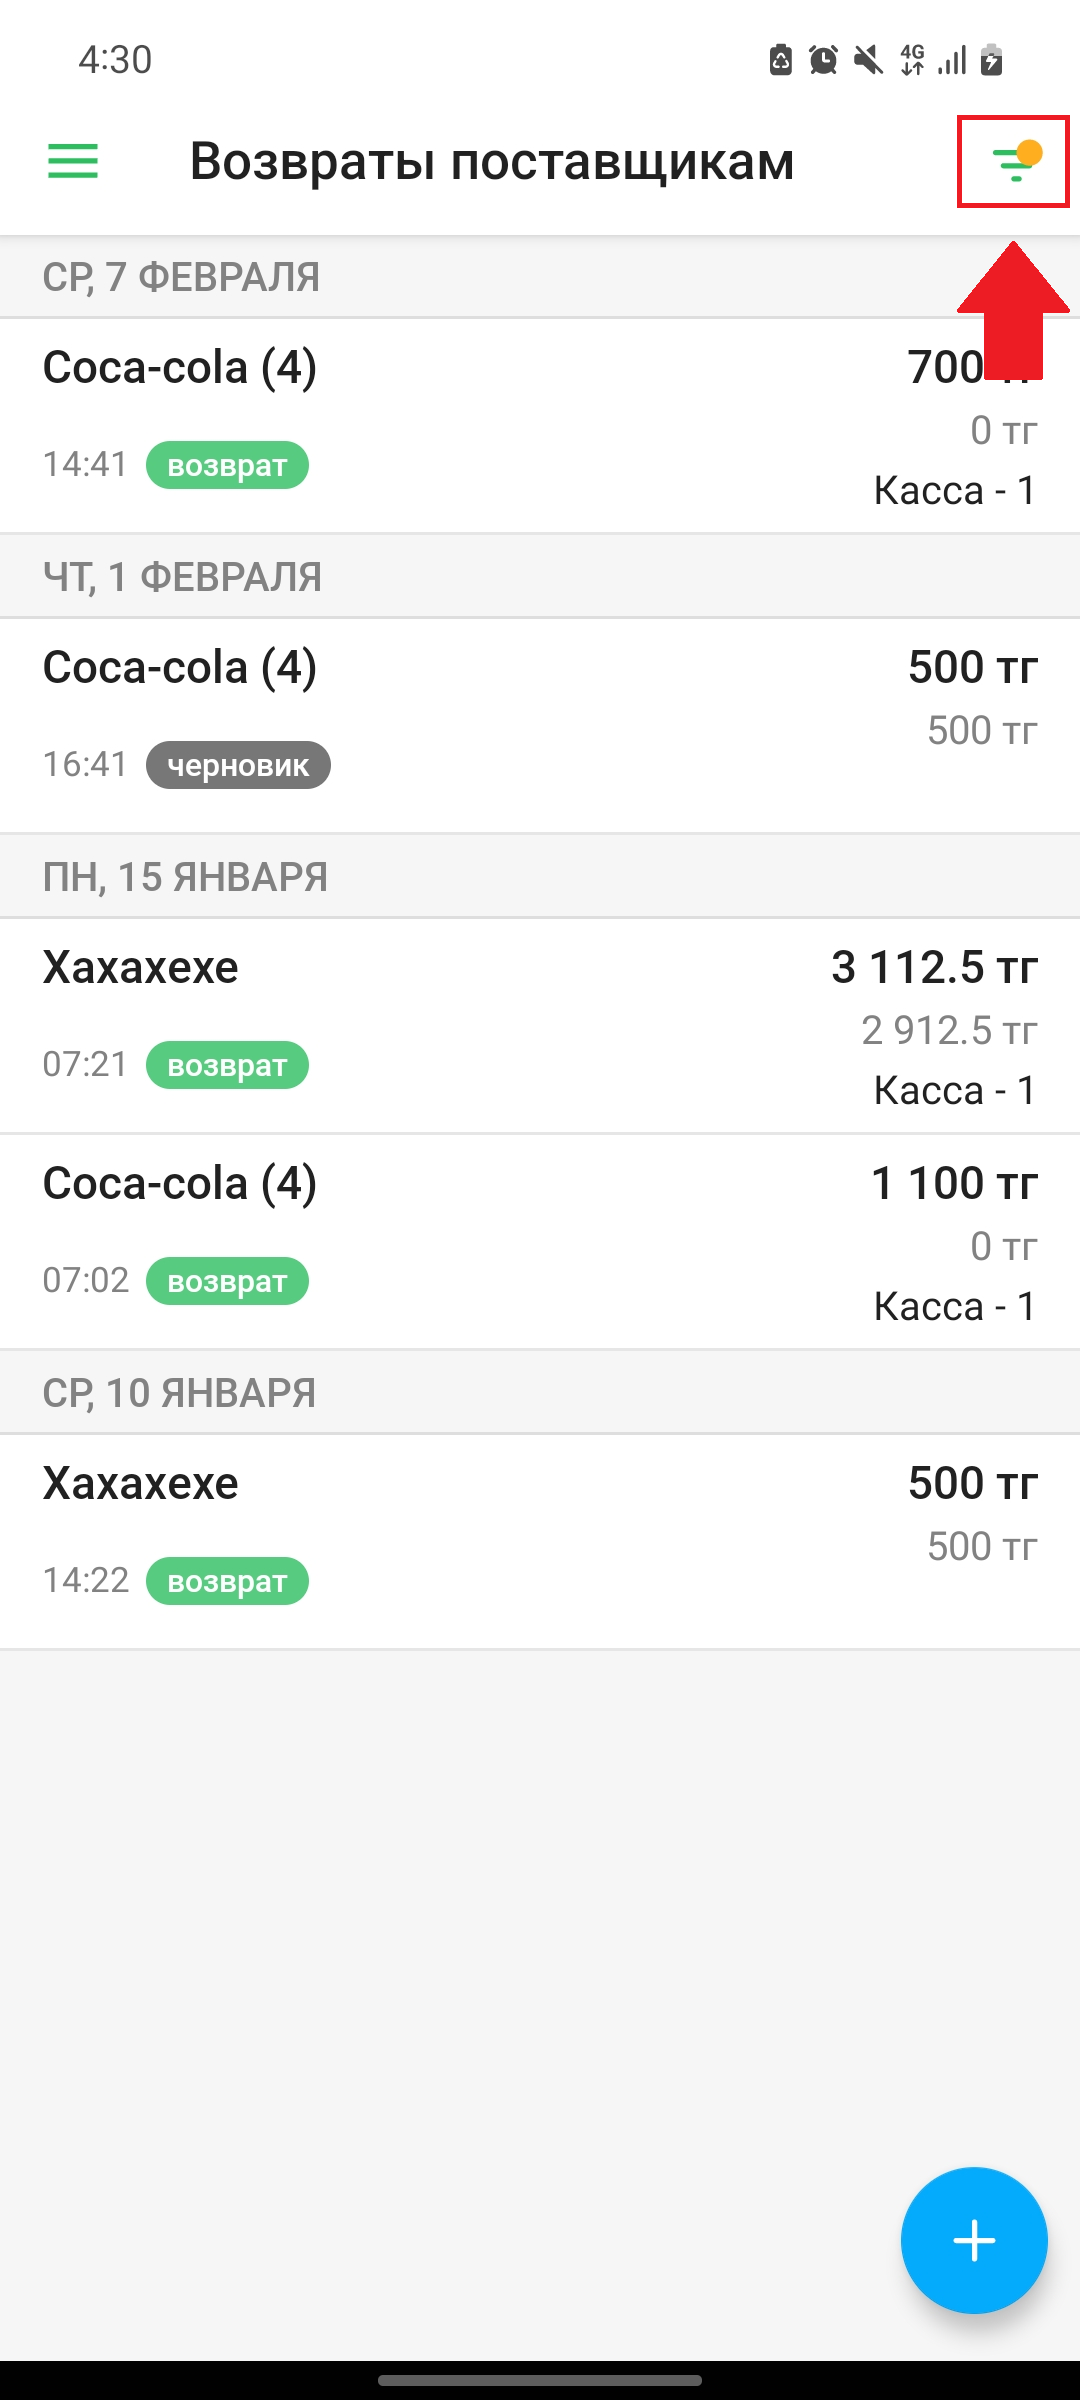 4:30
4G
Возвраты поставщикам
СР, 7 ФЕВРАЛЯ
Coca-cola (4)
700 тг
0 тг
14:41 возврат
Касса - 1
ЧТ, 1 ФЕВРАЛЯ
Coca-cola (4)
500 тг
500 тг
16:41 черновик
ПН, 15 ЯНВАРЯ
Хахахехе
3 112.5 тг
2 912.5 тг
07:21 возврат
Касса - 1
Coca-cola (4)
1 100 тг
0 тг
07:02 возврат
Касса - 1
СР, 10 ЯНВАРЯ
Хахахехе
500 тг
500 тг
14:22 возврат